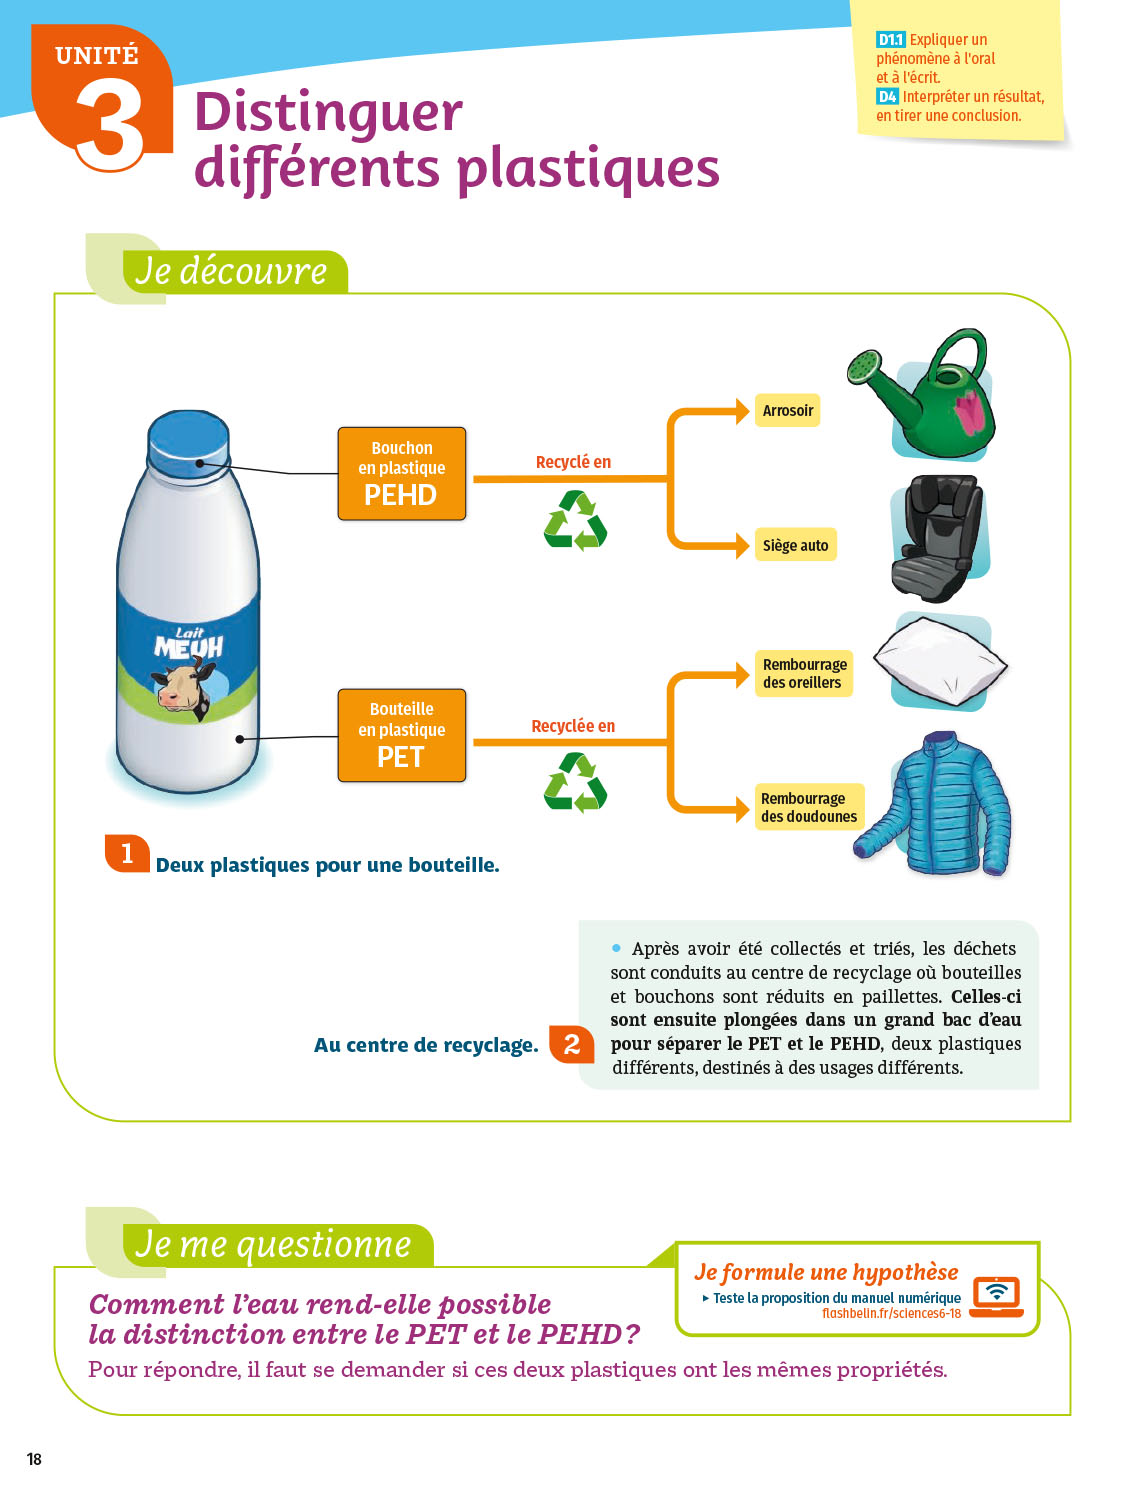 UNITÉ
3
Distinguer
différents plastiques
D1.1 Expliquer un
phénomène à l'oral
et à l'écrit.
D4 Interpréter un résultat,
en tirer une conclusion.
Je découvre
Bouchon
en plastique
PEHD
Recyclé en
Arrosoir
Siège auto
Lait
MEUH
Bouteille
en plastique
PET
Recyclée en
Rembourrage
des oreillers
Rembourrage
des doudounes
1 Deux plastiques pour une bouteille.
• Après avoir été collectés et triés, les déchets
sont conduits au centre de recyclage où bouteilles
et bouchons sont réduits en paillettes. Celles-ci
sont ensuite plongées dans un grand bac d'eau
pour séparer le PET et le PEHD, deux plastiques
différents, destinés à des usages différents.
Au centre de recyclage. 2
Je me questionne
Comment l'eau rend-elle possible
la distinction entre le PET et le PEHD ?
Pour répondre, il faut se demander si ces deux plastiques ont les mêmes propriétés.
Je formule une hypothèse
▸ Teste la proposition du manuel numérique
flashbelin.fr/sciences6-18
18